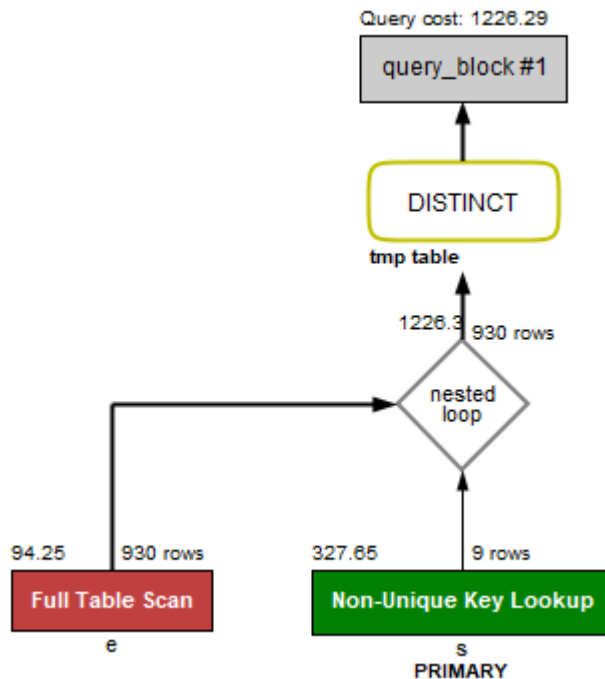 Query cost: 1226.29
query_block #1
DISTINCT
tmp table
1226.3
930 rows
nested
loop
94.25
930 rows
327.65
9 rows
Full Table Scan
Non-Unique Key Lookup
e
s
PRIMARY